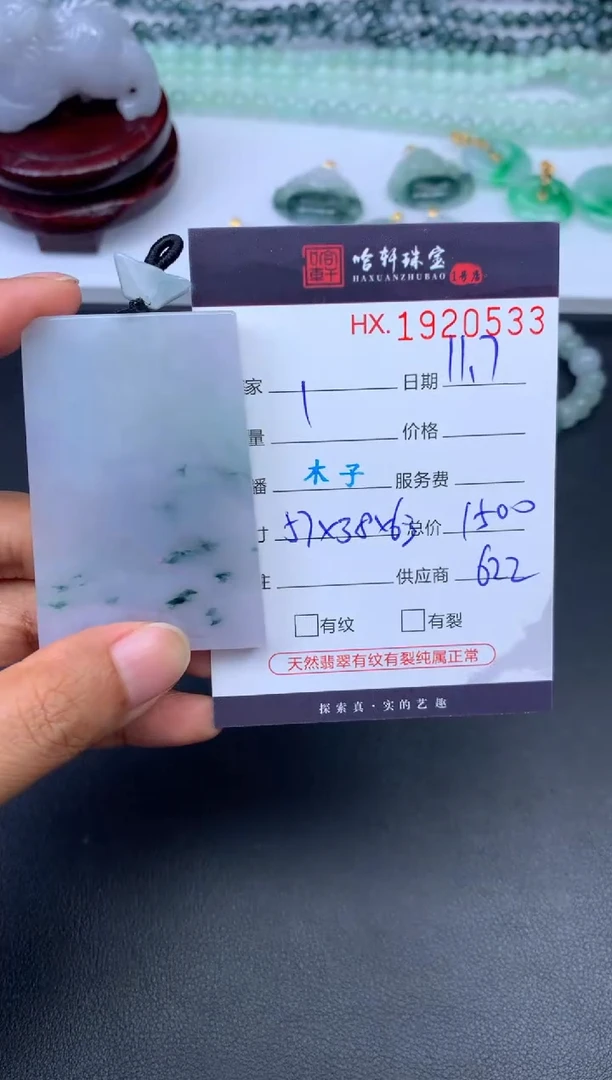 哈轩珠宝
HAXUANZHUBAO 1号店
HX.1920533
家 日期 11.7
量 1 价格
播 木子 服务费
寸 57×38×63 总价 1500
注 供应商 622
有纹 有裂
天然翡翠有纹有裂纯属正常
探索真·实的艺趣